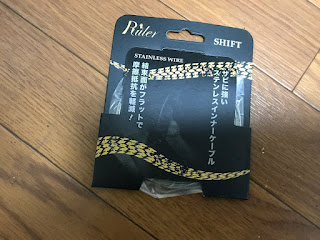 Rider
SHIFT
STAINLESS WIRE
サビに強い
ステンレスインナーケーブル
結束面がフラットで
摩擦抵抗を軽減!